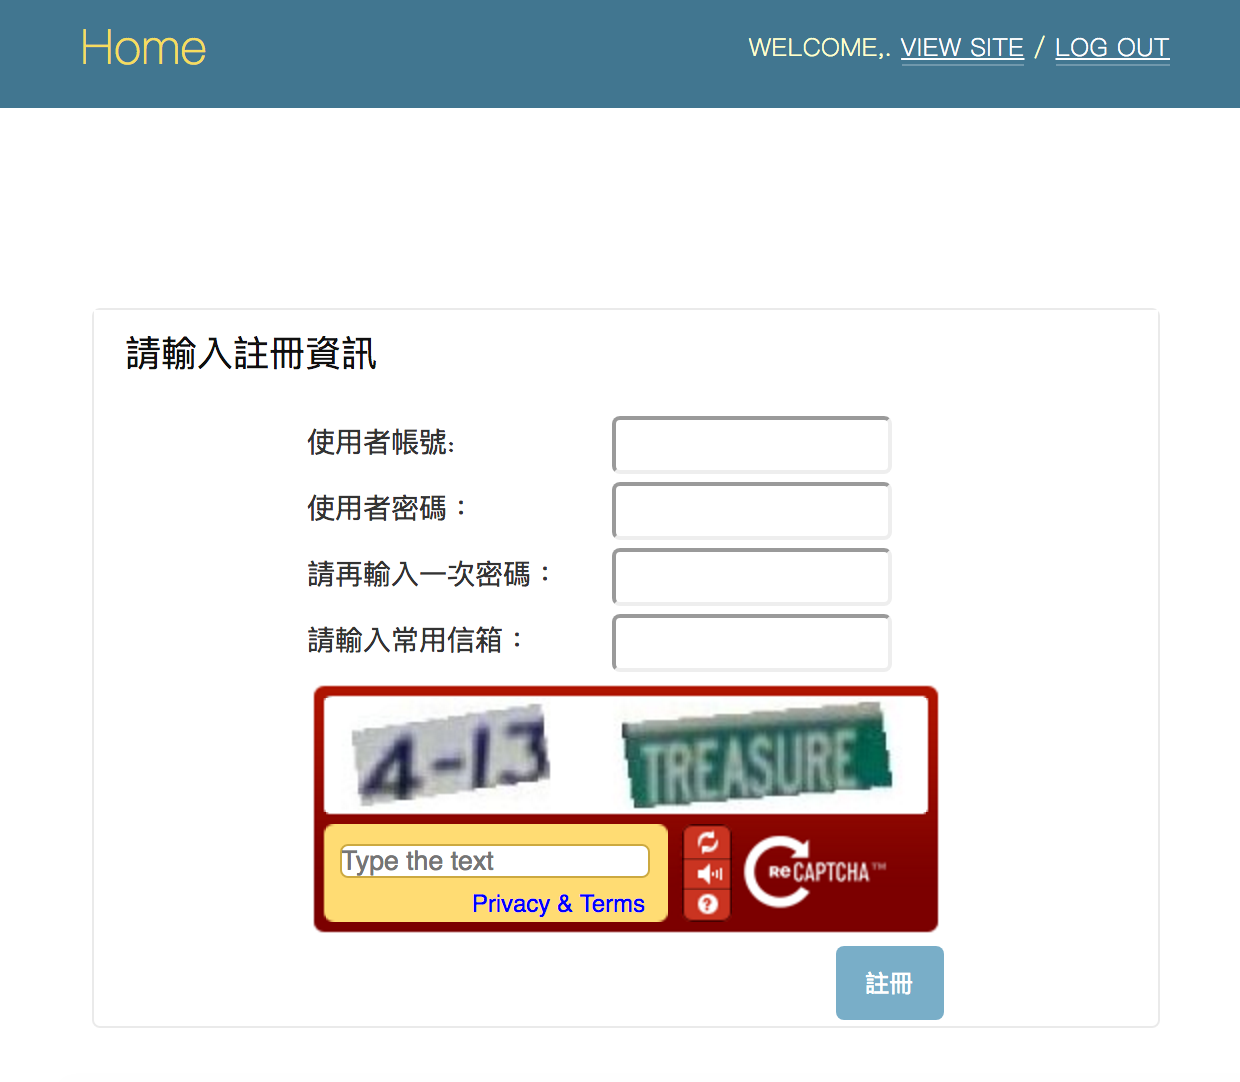 Home
WELCOME,. VIEW SITE / LOG OUT
請輸入註冊資訊
使用者帳號:
使用者密碼：
請再輸入一次密碼：
請輸入常用信箱：
4-13 TREASURE
Type the text
Privacy & Terms
?
reCAPTCHA™
註冊